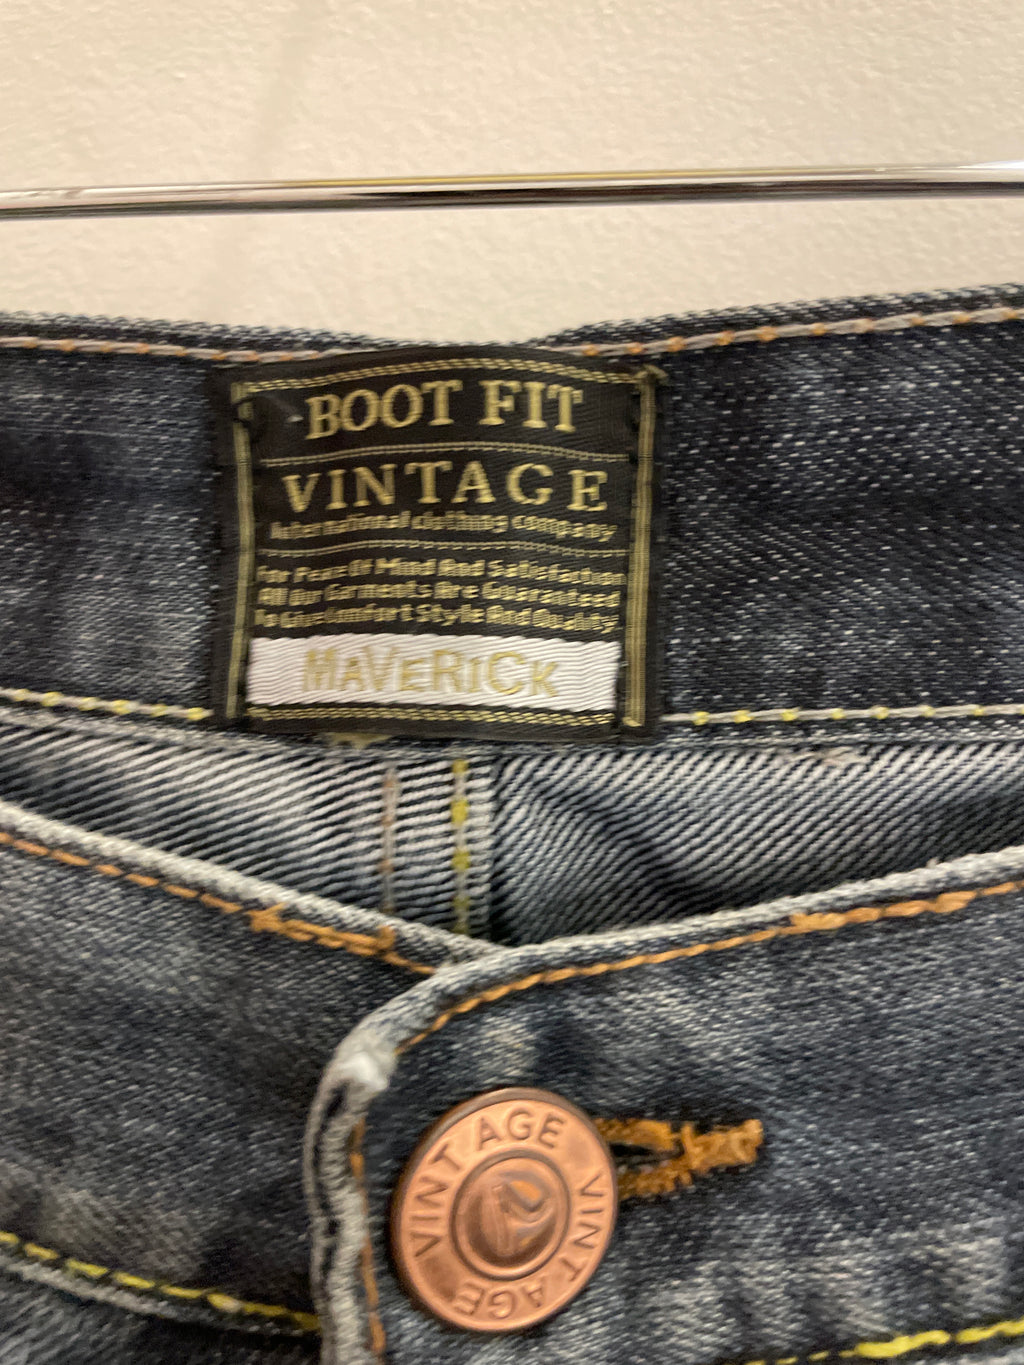 BOOT FIT
VINTAGE
International clothing company
For Peace Of Mind And Satisfaction
All Our Garments Are Guaranteed
To Give Comfort Style And Quality
MAVERICK
VINTAGE VINTAGE